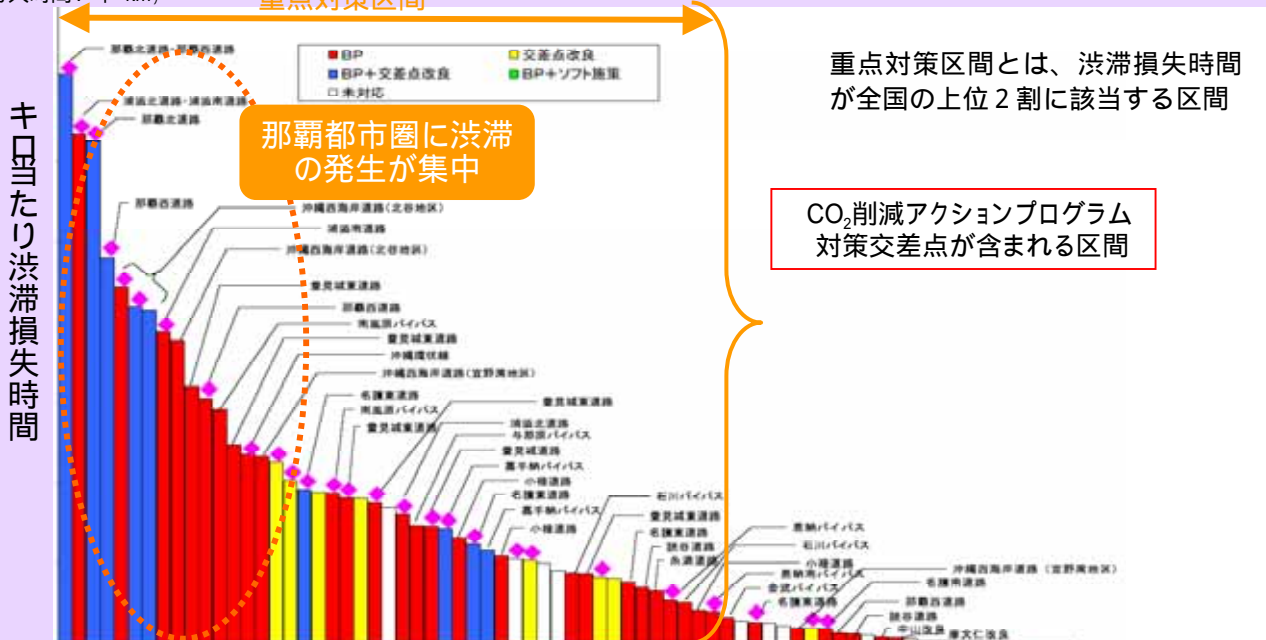 重点対策区間
キロ当たり渋滞損失時間
■BP
■交差点改良
■BP+交差点改良
■BP+ソフト施策
□未対応
重点対策区間とは、渋滞損失時間
が全国の上位２割に該当する区間
那覇都市圏に渋滞
の発生が集中
CO₂削減アクションプログラム
対策交差点が含まれる区間
那覇北道路・那覇西道路
浦添北道路・浦添南道路
那覇北道路
那覇西道路
沖縄西海岸道路(北谷地区)
浦添南道路
沖縄西海岸道路(北谷地区)
豊見城東道路
那覇西道路
南風原バイパス
豊見城東道路
沖縄環状線
沖縄西海岸道路(宜野湾地区)
名護東道路
南風原バイパス
豊見城東道路
豊見城東道路
浦添北道路
与那原バイパス
豊見城道路
嘉手納バイパス
小禄道路
名護東道路
嘉手納バイパス
小禄道路
石川バイパス
豊見城東道路
名護東道路
読谷道路
糸満道路
恩納バイパス
石川バイパス
小禄道路
恩納南バイパス
金武バイパス
名護東道路
沖縄西海岸道路（宜野湾地区）
名護南道路
那覇西道路
読谷道路
中山改良
摩文仁改良